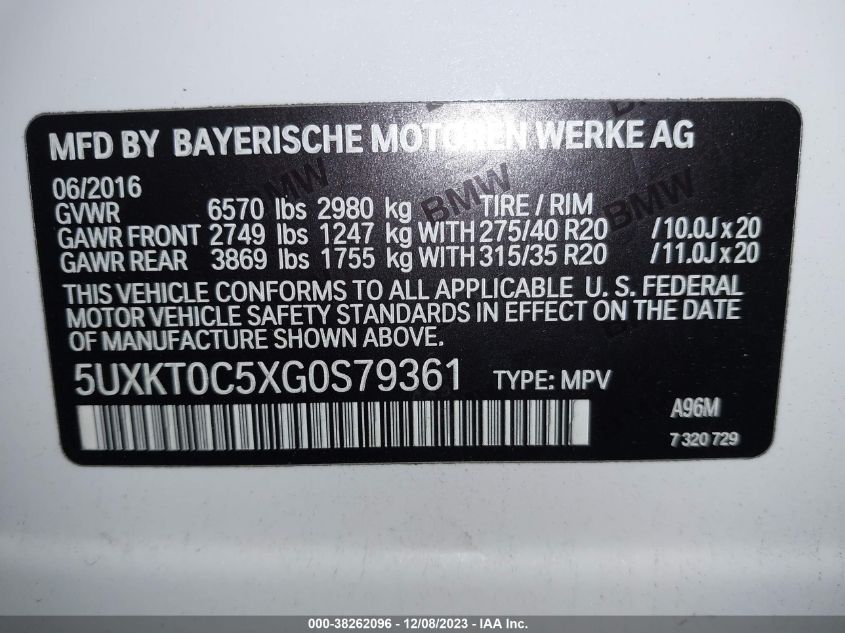 MFD BY BAYERISCHE MOTOREN WERKE AG
06/2016
GVWR 6570 lbs 2980 kg TIRE / RIM
GAWR FRONT 2749 lbs 1247 kg WITH 275/40 R20 /10.0J x 20
GAWR REAR 3869 lbs 1755 kg WITH 315/35 R20 /11.0J x 20
THIS VEHICLE CONFORMS TO ALL APPLICABLE U. S. FEDERAL
MOTOR VEHICLE SAFETY STANDARDS IN EFFECT ON THE DATE
OF MANUFACTURE SHOWN ABOVE.
5UXKT0C5XG0S79361 TYPE: MPV
A96M
7 320 729
BMW
BMW
000-38262096 - 12/08/2023 - IAA Inc.